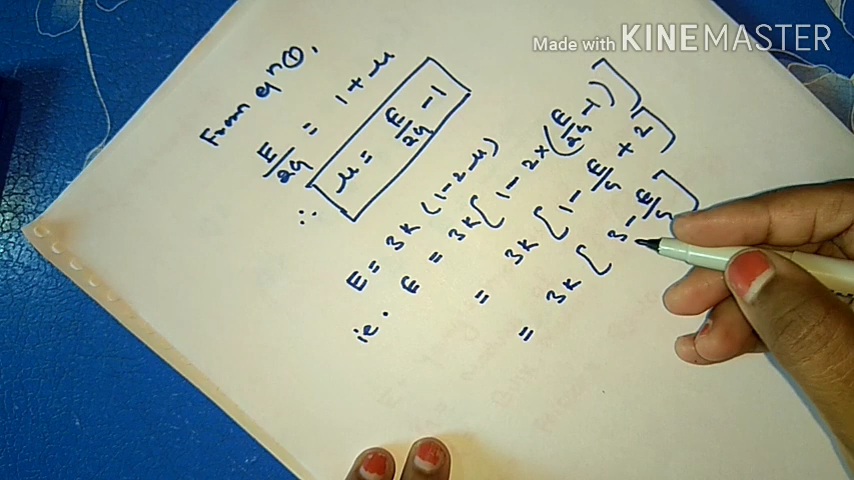 Made with KINEMASTER
From eqn ①,
E/2G = 1+μ
∴ μ = E/2G - 1
E = 3K (1-2μ)
ie. E = 3K [1-2×(E/2G -1)]
= 3K [1 - E/G + 2]
= 3K [3 - E/G]